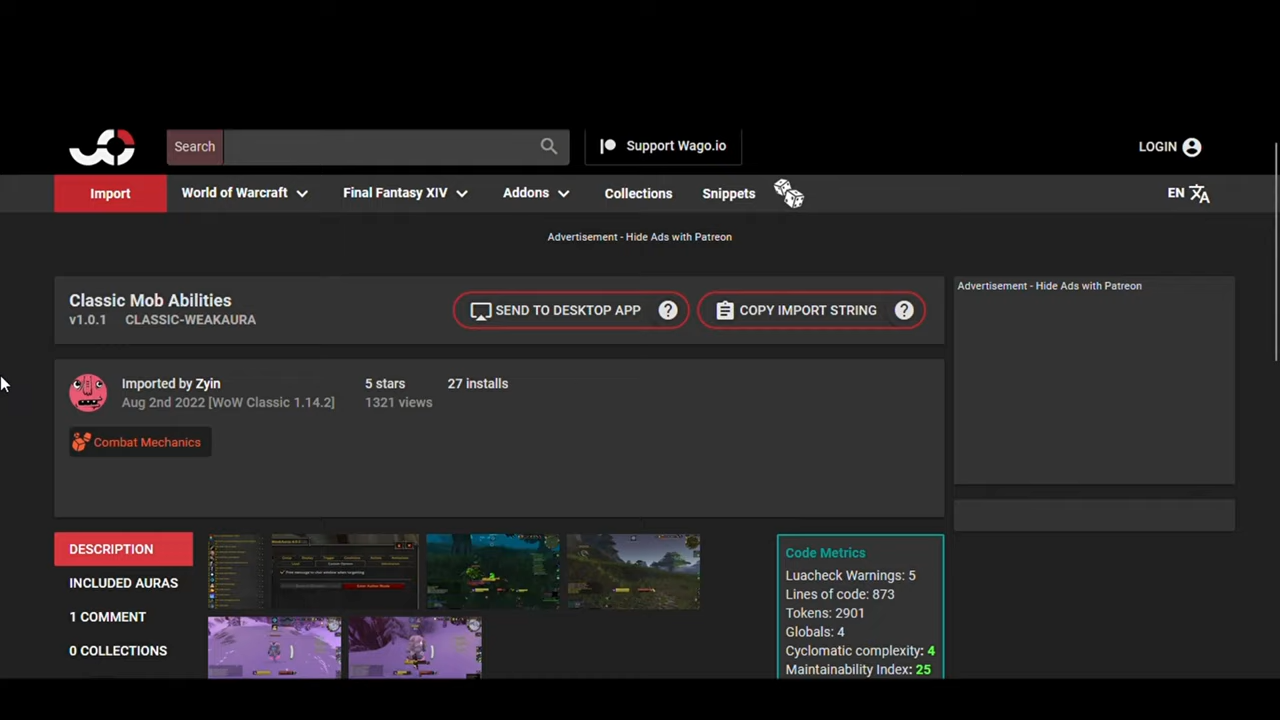 Search
Support Wago.io
LOGIN
Import
World of Warcraft
Final Fantasy XIV
Addons
Collections
Snippets
EN
Advertisement - Hide Ads with Patreon
Classic Mob Abilities
v1.0.1 CLASSIC-WEAKAURA
SEND TO DESKTOP APP ?
COPY IMPORT STRING ?
Advertisement - Hide Ads with Patreon
Imported by Zyin
Aug 2nd 2022 [WoW Classic 1.14.2]
5 stars
1321 views
27 installs
Combat Mechanics
DESCRIPTION
INCLUDED AURAS
1 COMMENT
0 COLLECTIONS
Code Metrics
Luacheck Warnings: 5
Lines of code: 873
Tokens: 2901
Globals: 4
Cyclomatic complexity: 4
Maintainability Index: 25